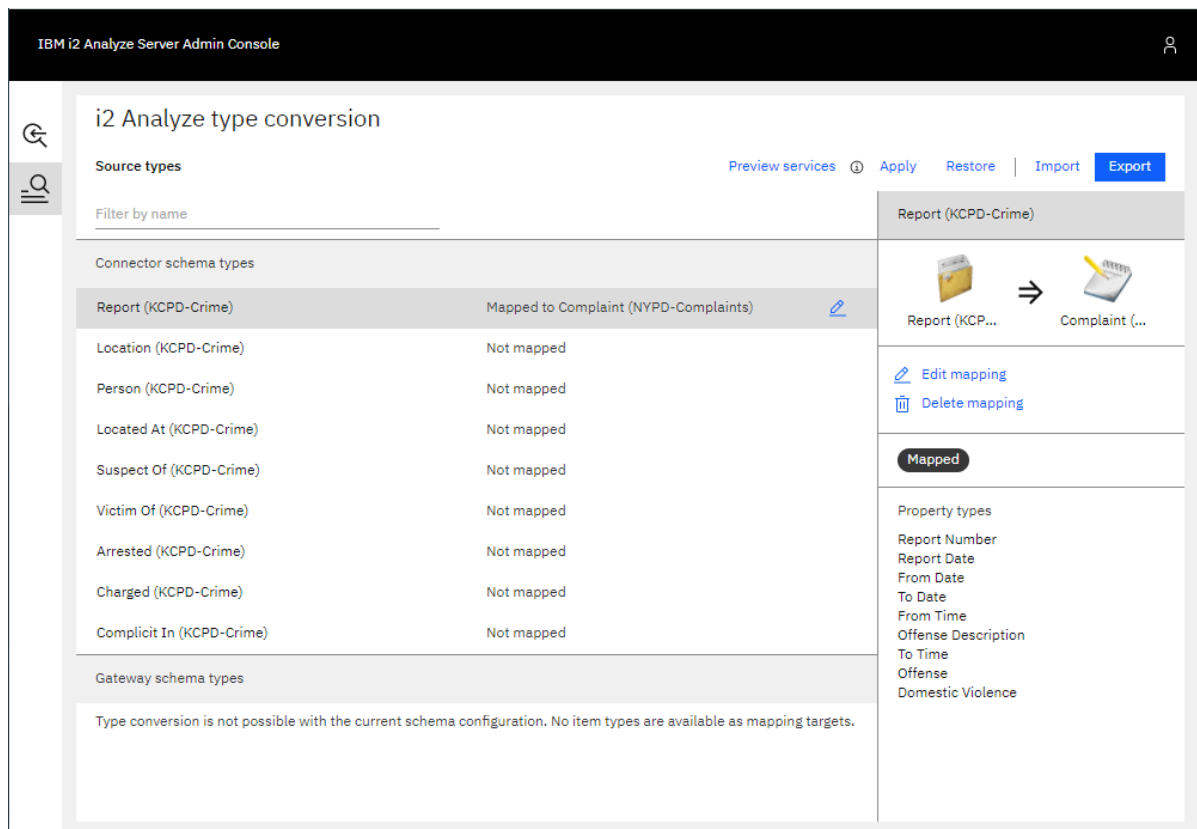 IBM i2 Analyze Server Admin Console
i2 Analyze type conversion
Source types
Preview services
Apply
Restore
Import
Export
Filter by name
Connector schema types
Report (KCPD-Crime) Mapped to Complaint (NYPD-Complaints)
Location (KCPD-Crime) Not mapped
Person (KCPD-Crime) Not mapped
Located At (KCPD-Crime) Not mapped
Suspect Of (KCPD-Crime) Not mapped
Victim Of (KCPD-Crime) Not mapped
Arrested (KCPD-Crime) Not mapped
Charged (KCPD-Crime) Not mapped
Complicit In (KCPD-Crime) Not mapped
Gateway schema types
Type conversion is not possible with the current schema configuration. No item types are available as mapping targets.
Report (KCPD-Crime)
Report (KCP... Complaint (...
Edit mapping
Delete mapping
Mapped
Property types
Report Number
Report Date
From Date
To Date
From Time
Offense Description
To Time
Offense
Domestic Violence